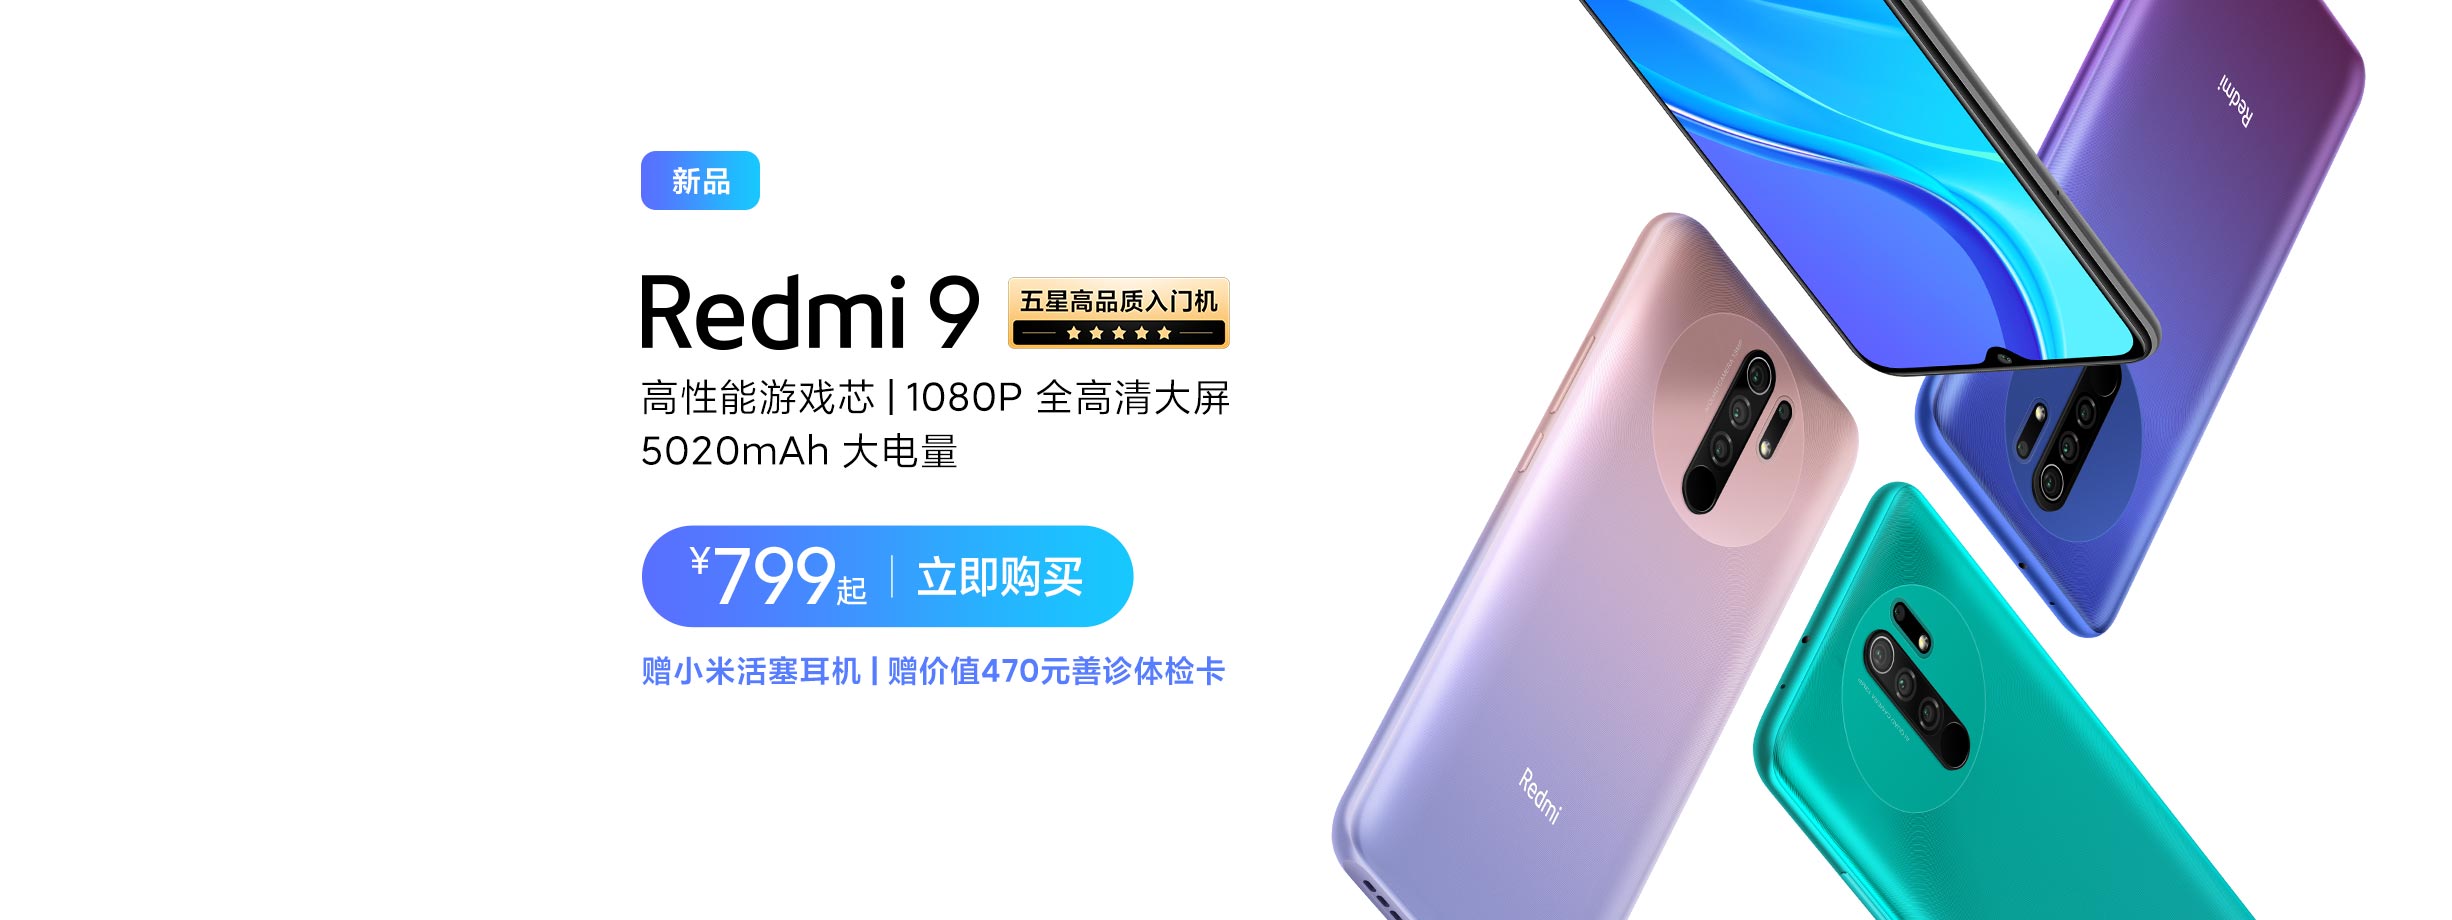 新品
Redmi 9 五星高品质入门机
高性能游戏芯 | 1080P 全高清大屏
5020mAh 大电量
¥799起 | 立即购买
赠小米活塞耳机 | 赠价值470元善诊体检卡
Redmi
Redmi